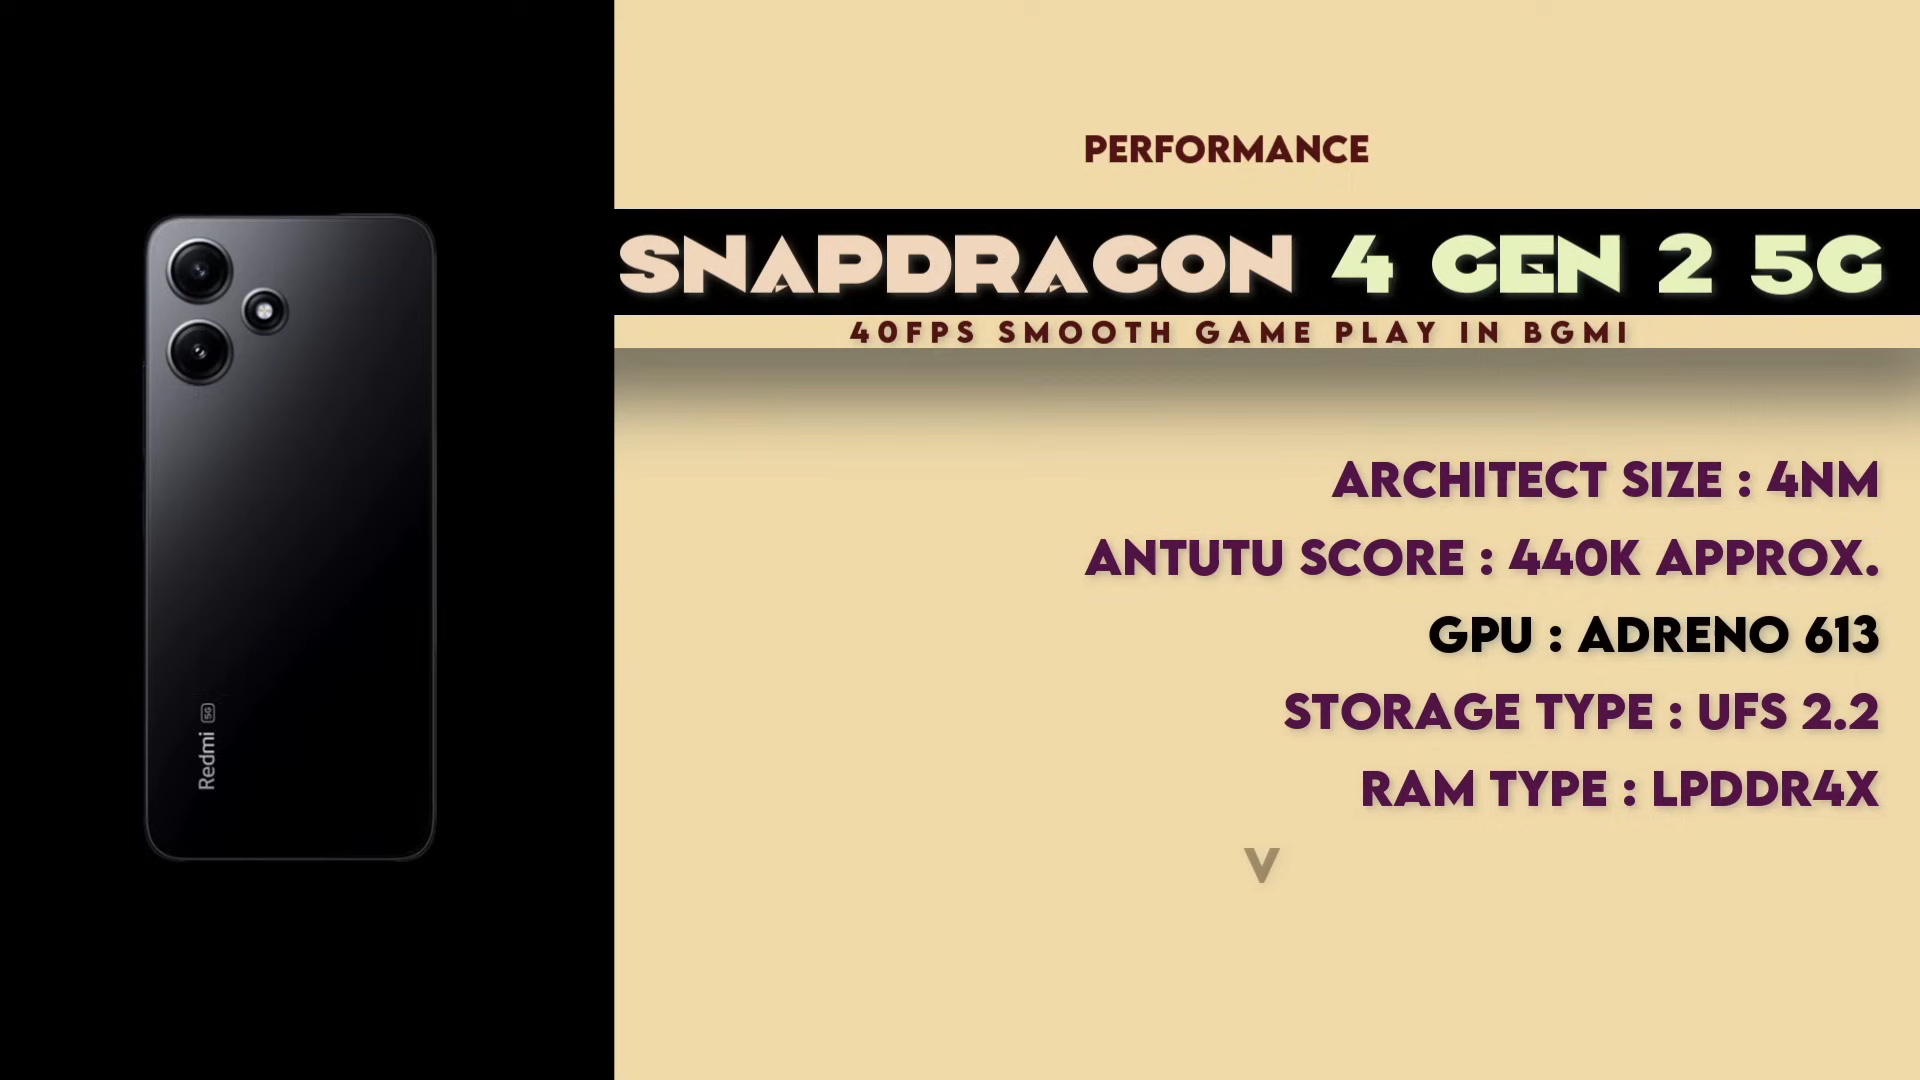 PERFORMANCE
SNAPDRAGON 4 GEN 2 5G
40FPS SMOOTH GAME PLAY IN BGMI
ARCHITECT SIZE : 4NM
ANTUTU SCORE : 440K APPROX.
GPU : ADRENO 613
STORAGE TYPE : UFS 2.2
RAM TYPE : LPDDR4X
V
Redmi 5G